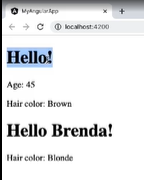 MyAngularApp
localhost:4200
Hello!
Age: 45
Hair color: Brown
Hello Brenda!
Hair color: Blonde